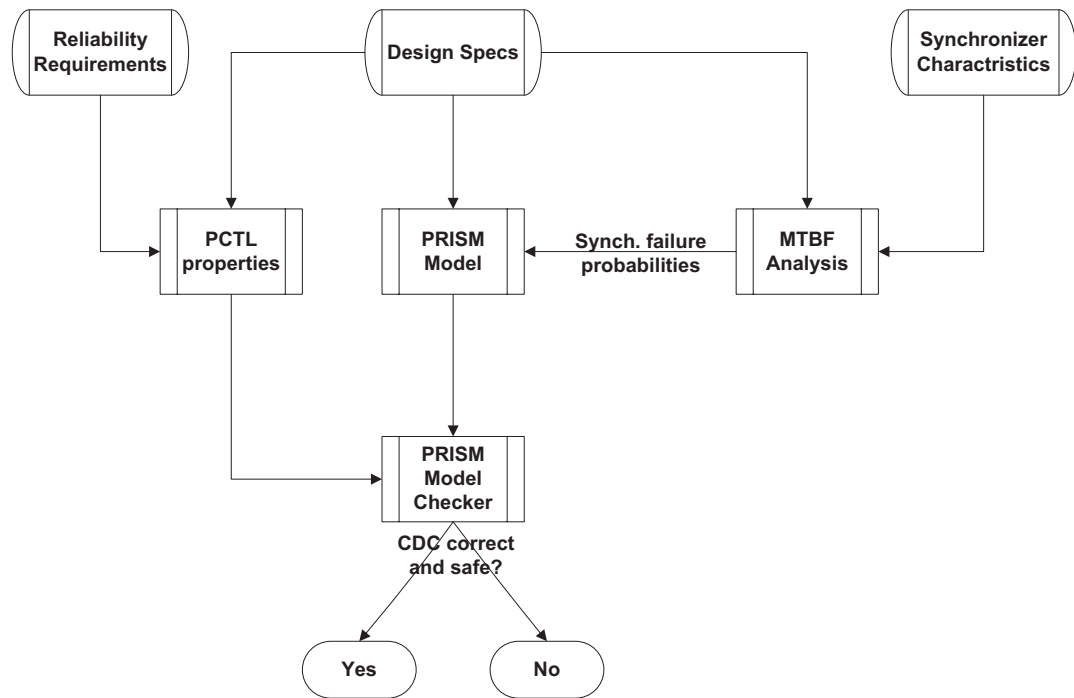 Reliability
Requirements
Design Specs
Synchronizer
Charactristics
PCTL
properties
PRISM
Model
Synch. failure
probabilities
MTBF
Analysis
PRISM
Model
Checker
CDC correct
and safe?
Yes
No